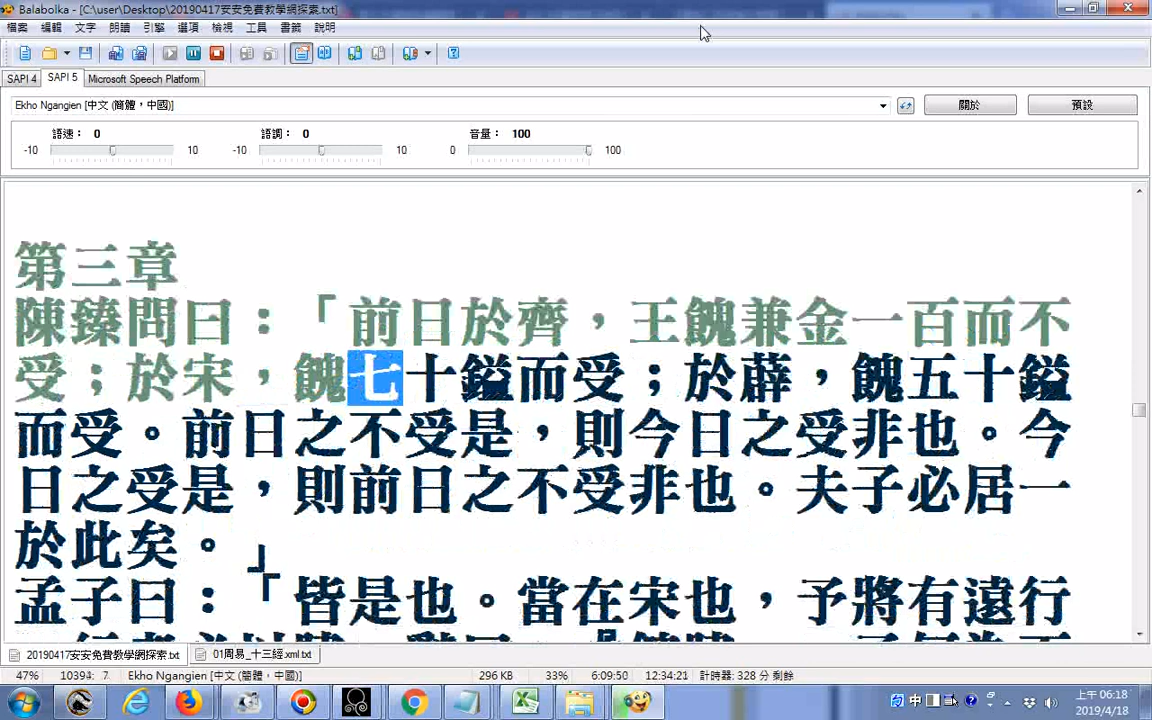 Balabolka - [C:\user\Desktop\20190417安安免費教學網探索.txt]
檔案 編輯 文字 朗讀 引擎 選項 檢視 工具 書籤 說明
SAPI 4 SAPI 5 Microsoft Speech Platform
Ekho Ngangien [中文 (簡體，中國)]
關於 預設
語速： 0 語調： 0 音量： 100
-10 10 -10 10 0 100
第三章
陳臻問曰：「前日於齊，王餽兼金一百而不
受；於宋，餽七十鎰而受；於薛，餽五十鎰
而受。前日之不受是，則今日之受非也。今
日之受是，則前日之不受非也。夫子必居一
於此矣。」
孟子曰：「皆是也。當在宋也，予將有遠行
20190417安安免費教學網探索.txt 01周易_十三經.xml.txt
47% 10394: 7 Ekho Ngangien [中文 (簡體，中國)] 296 KB 33% 6:09:50 12:34:21 計時器：328 分 剩餘
中
上午 06:18
2019/4/18